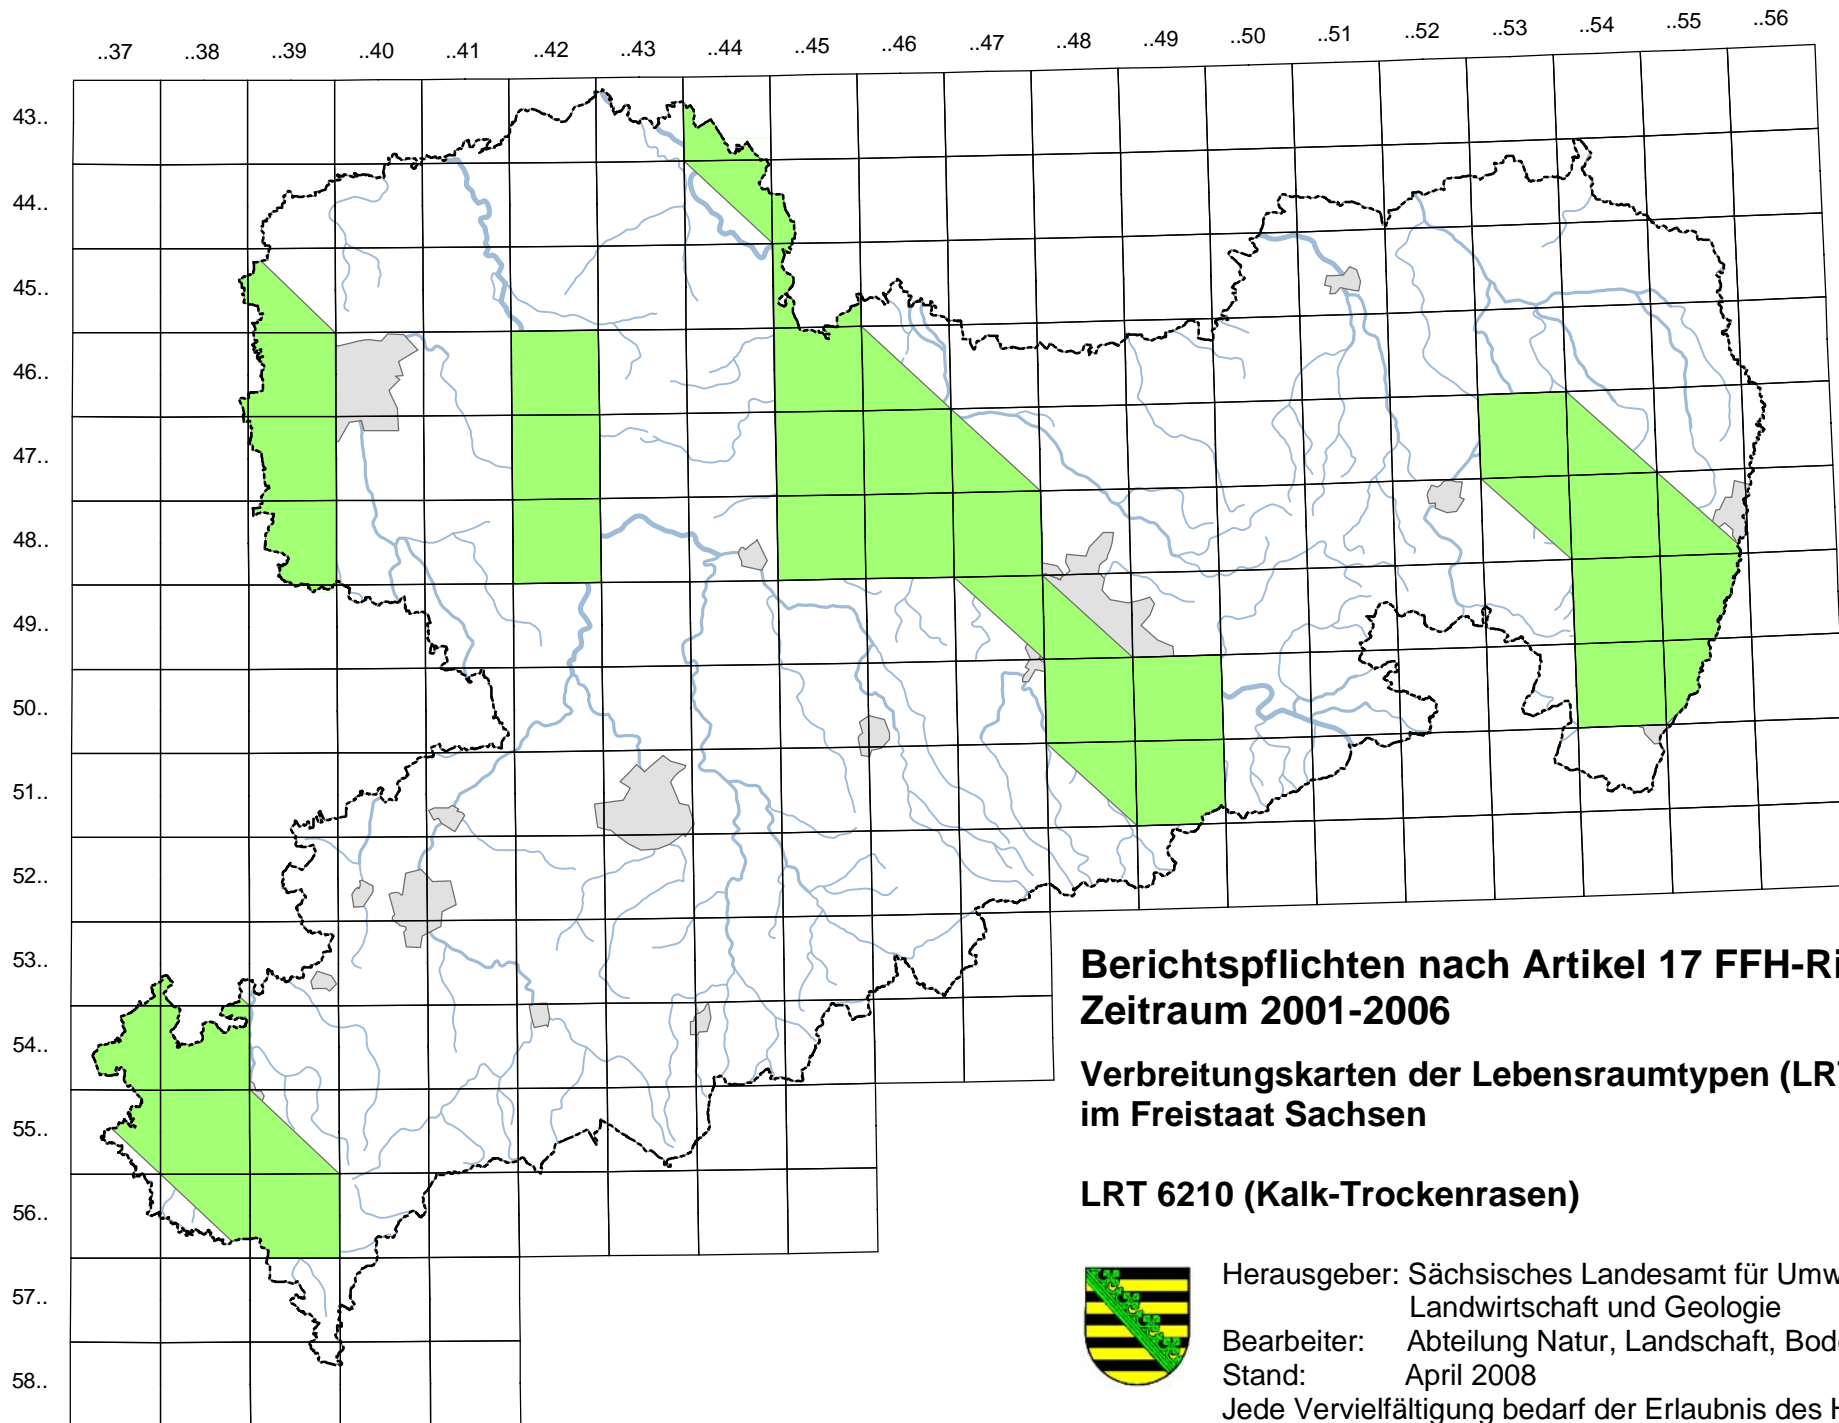 ..37 ..38 ..39 ..40 ..41 ..42 ..43 ..44 ..45 ..46 ..47 ..48 ..49 ..50 ..51 ..52 ..53 ..54 ..55 ..56
43..
44..
45..
46..
47..
48..
49..
50..
51..
52..
53..
54..
55..
56..
57..
58..
Berichtspflichten nach Artikel 17 FFH-Ri
Zeitraum 2001-2006
Verbreitungskarten der Lebensraumtypen (LRT
im Freistaat Sachsen
LRT 6210 (Kalk-Trockenrasen)
Herausgeber: Sächsisches Landesamt für Umw
Landwirtschaft und Geologie
Bearbeiter: Abteilung Natur, Landschaft, Bod
Stand: April 2008
Jede Vervielfältigung bedarf der Erlaubnis des H